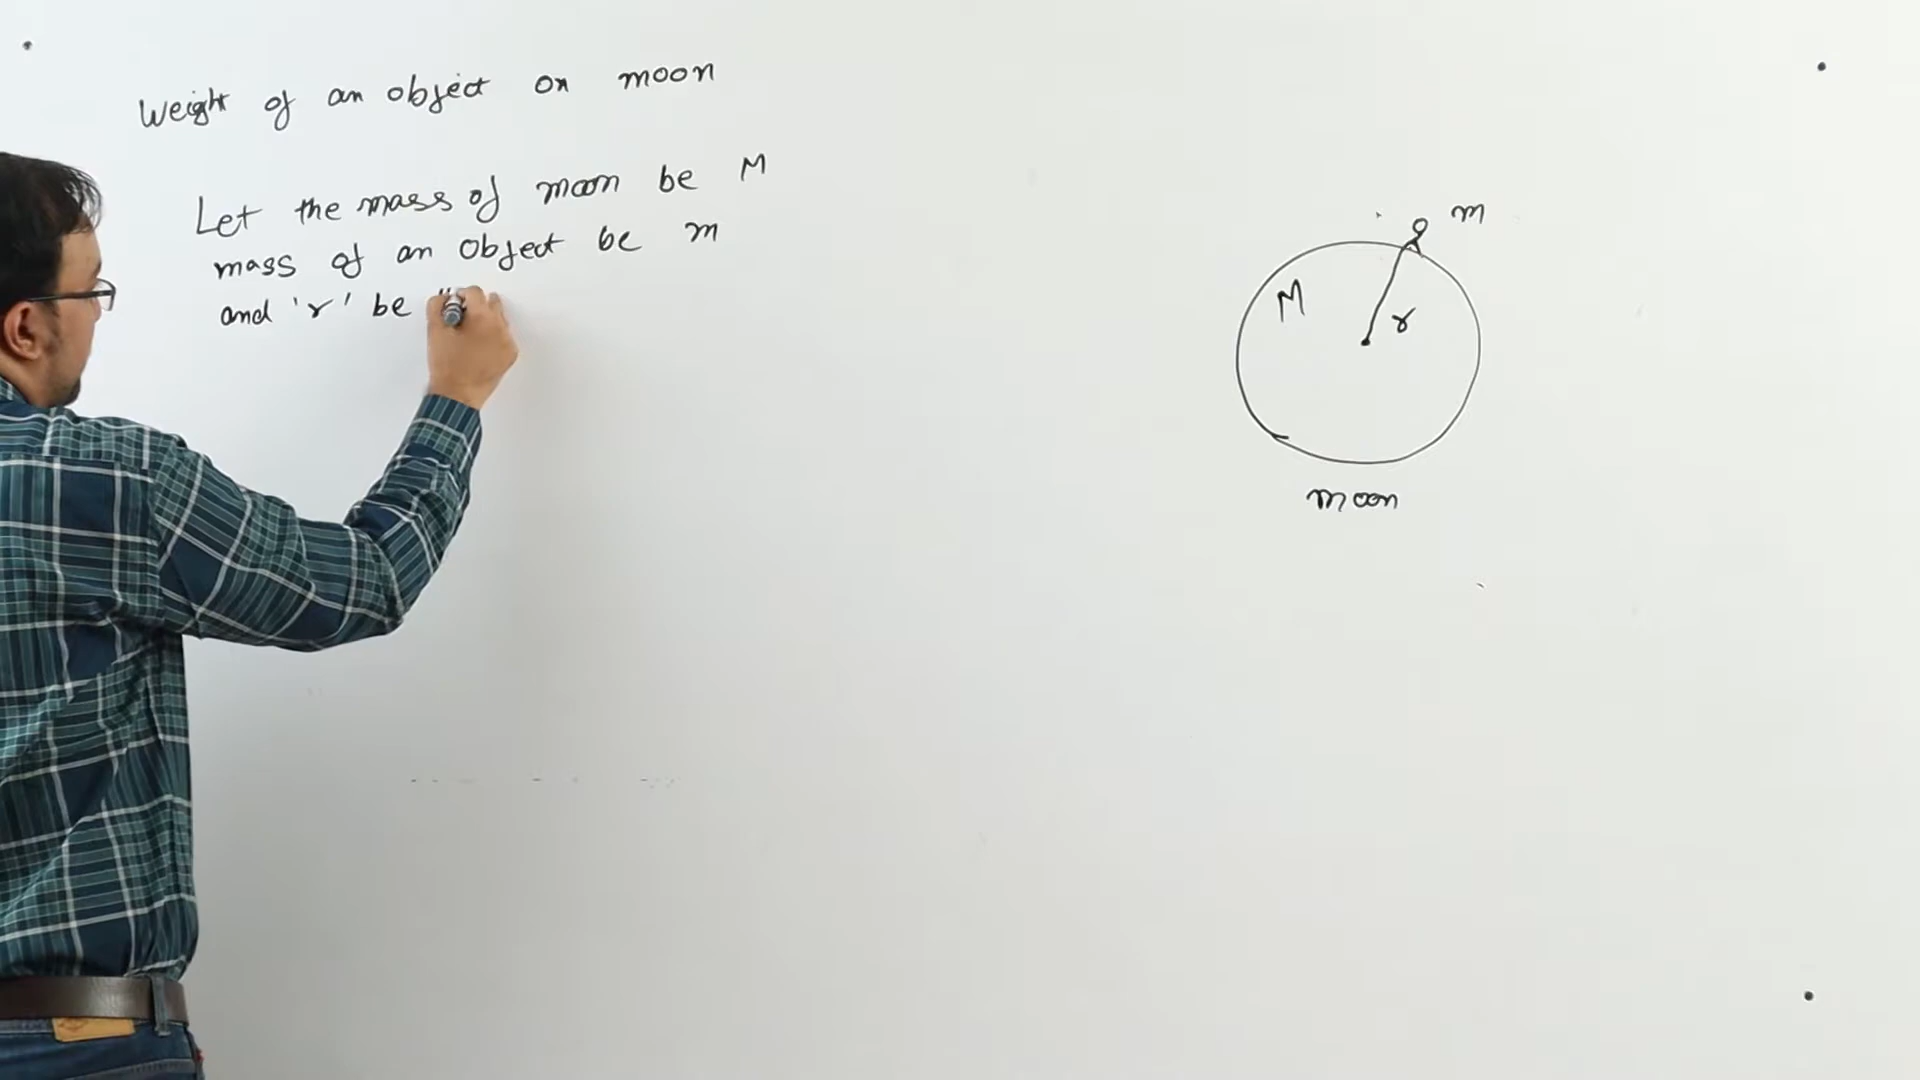 Weight of an object on moon
Let the mass of moon be M
mass of an object be m
and 'r' be
m
M
r
moon